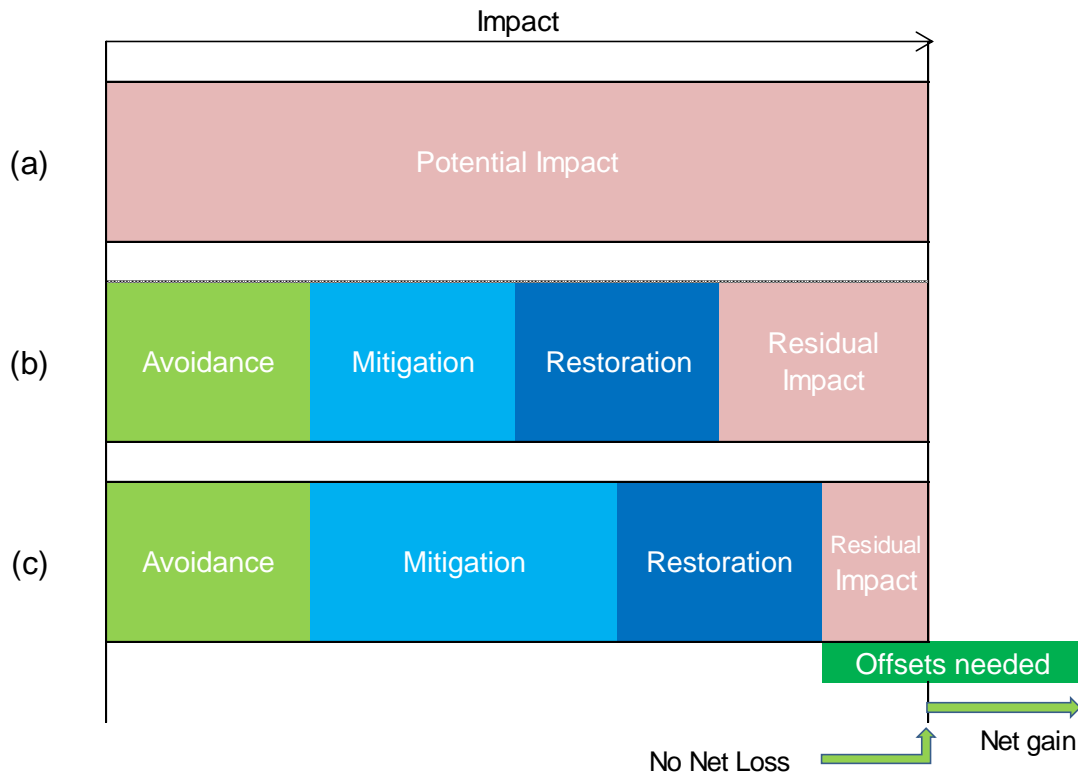 Impact
(a)
Potential Impact
(b)
Avoidance
Mitigation
Restoration
Residual
Impact
(c)
Avoidance
Mitigation
Restoration
Residual
Impact
Offsets needed
Net gain
No Net Loss